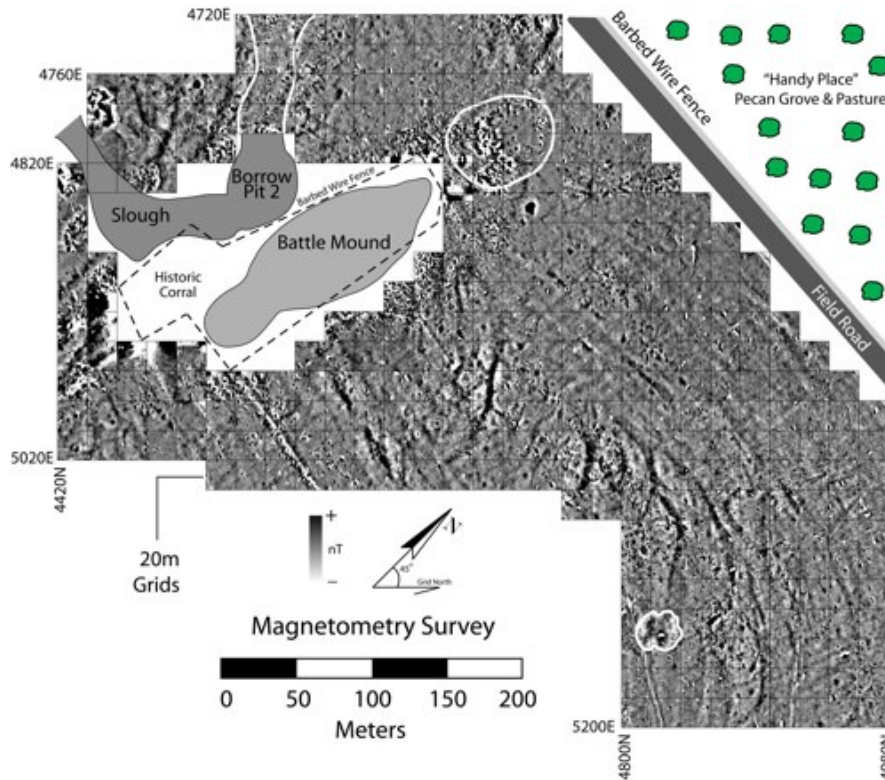 4720E
4760E
4820E
Barbed Wire Fence
"Handy Place"
Pecan Grove & Pasture
Borrow
Pit 2
Slough
Barbed Wire Fence
Battle Mound
Historic
Corral
Field Road
5020E
4420N
20m
Grids
+
nT
−
N
45°
Grid North
Magnetometry Survey
0 50 100 150 200
Meters
5200E
4800N